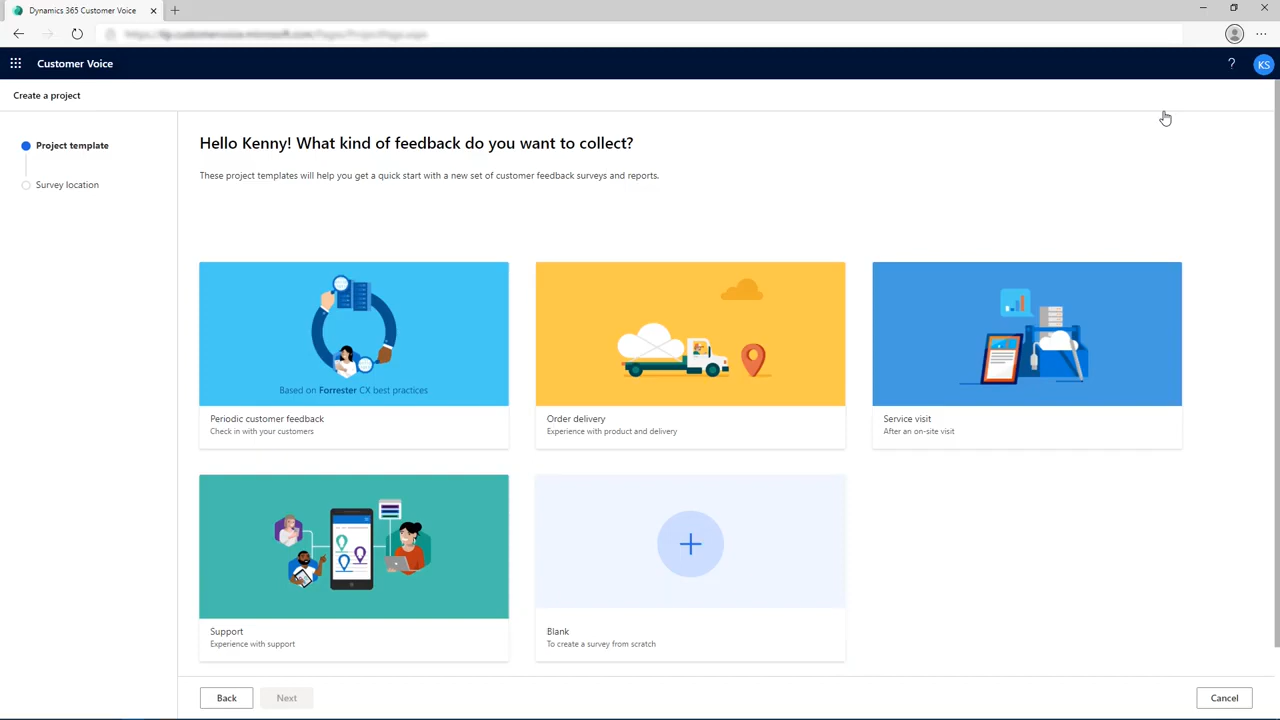 Dynamics 365 Customer Voice
Customer Voice
?
KS
Create a project
Project template
Survey location
Hello Kenny! What kind of feedback do you want to collect?
These project templates will help you get a quick start with a new set of customer feedback surveys and reports.
Based on Forrester CX best practices
Periodic customer feedback
Check in with your customers
Order delivery
Experience with product and delivery
Service visit
After an on-site visit
Support
Experience with support
Blank
To create a survey from scratch
Back
Next
Cancel